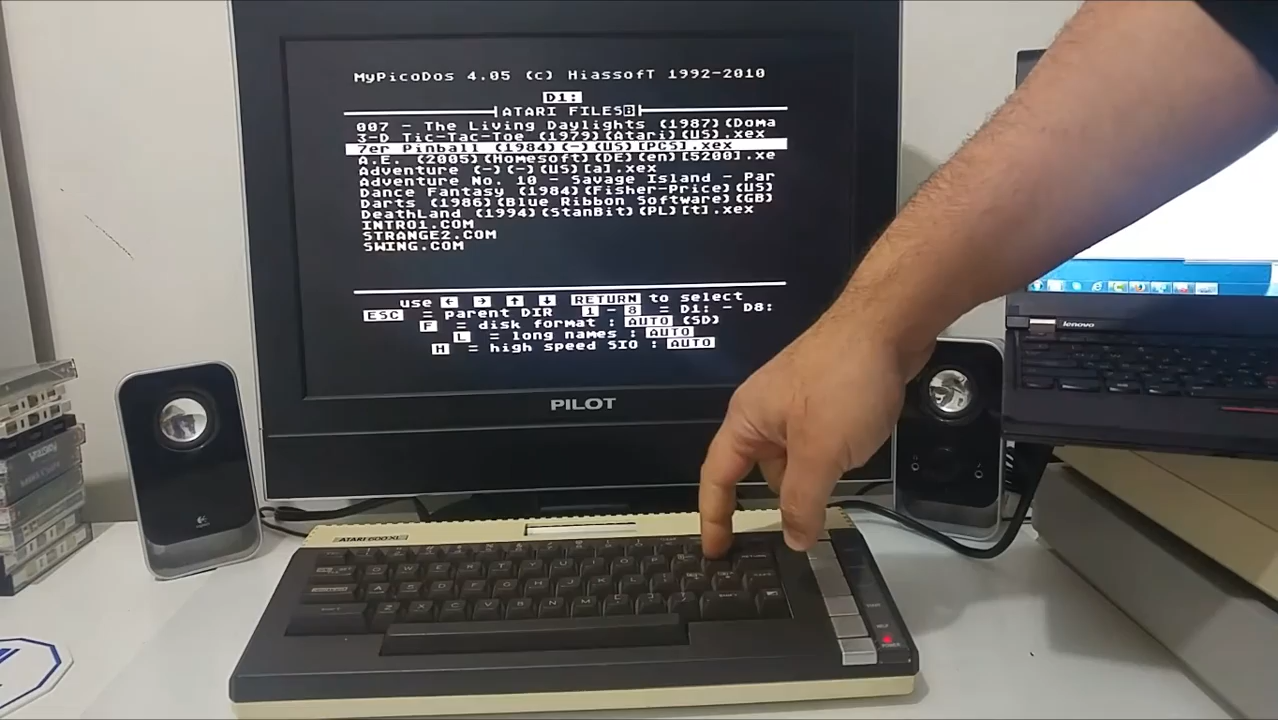 MyPicoDos 4.05 (c) HiassofT 1992-2010
D1:
ATARI FILES
007 - The Living Daylights (1987)(Doma
3-D Tic-Tac-Toe (1979)(Atari)(US).xex
7er Pinball (1984)(-)(US)[PCS].xex
A.E. (2005)(Homesoft)(DE)(en)[5200].xe
Adventure (-)(-)(US)[a].xex
Adventure No. 10 - Savage Island - Par
Dance Fantasy (1984)(Fisher-Price)(US)
Darts (1986)(Blue Ribbon Software)(GB)
DeathLand (1994)(StanBit)(PL)[t].xex
INTRO1.COM
STRANGE2.COM
SWING.COM
use ← → ↑ ↓ RETURN to select
ESC = parent DIR 1 - 8 = D1: - D8:
F = disk format : AUTO (SD)
L = long names : AUTO
H = high speed SIO : AUTO
PILOT
lenovo
ATARI 600XL
START
HELP
POWER